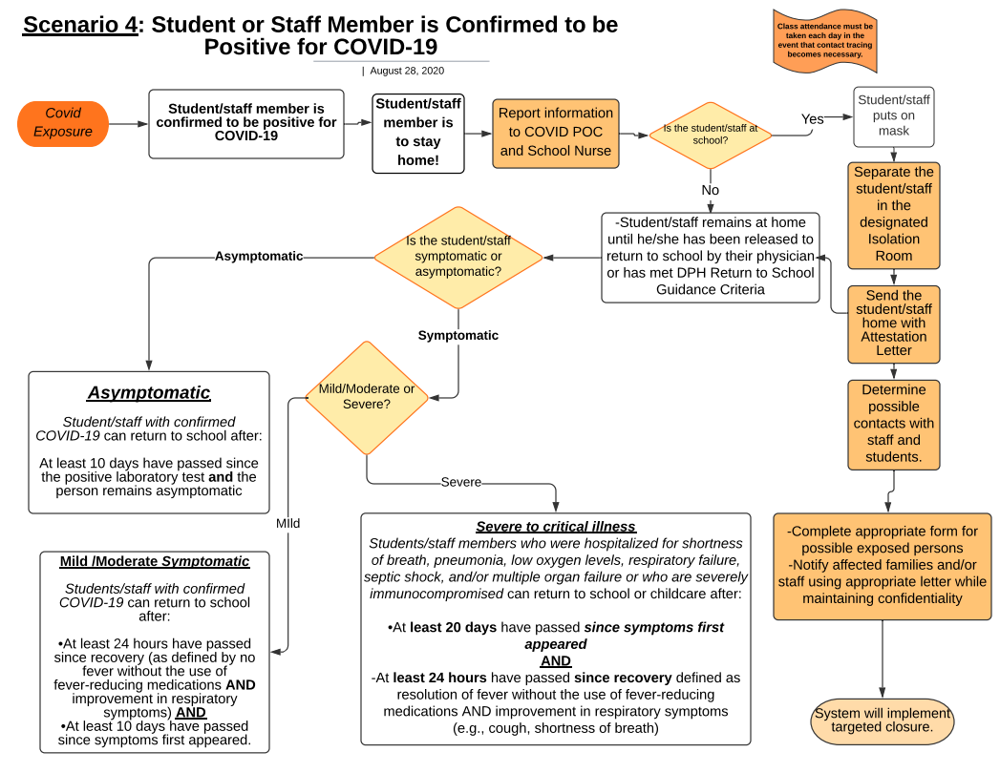 Scenario 4: Student or Staff Member is Confirmed to be
Positive for COVID-19
| August 28, 2020
Class attendance must be
taken each day in the
event that contact tracing
becomes necessary.
Covid
Exposure
Student/staff member is
confirmed to be positive for
COVID-19
Student/staff
member is
to stay
home!
Report information
to COVID POC
and School Nurse
Is the student/staff at
school?
Yes
Student/staff
puts on
mask
No
Separate the
student/staff
in the
designated
Isolation
Room
-Student/staff remains at home
until he/she has been released to
return to school by their physician
or has met DPH Return to School
Guidance Criteria
Is the student/staff
symptomatic or
asymptomatic?
Asymptomatic
Symptomatic
Send the
student/staff
home with
Attestation
Letter
Mild/Moderate or
Severe?
Determine
possible
contacts with
staff and
students.
Asymptomatic
Student/staff with confirmed
COVID-19 can return to school after:
At least 10 days have passed since
the positive laboratory test and the
person remains asymptomatic
Severe
MIld
Mild /Moderate Symptomatic
Students/staff with confirmed
COVID-19 can return to school
after:
•At least 24 hours have passed
since recovery (as defined by no
fever without the use of
fever-reducing medications AND
improvement in respiratory
symptoms) AND
•At least 10 days have passed
since symptoms first appeared.
Severe to critical illness
Students/staff members who were hospitalized for shortness
of breath, pneumonia, low oxygen levels, respiratory failure,
septic shock, and/or multiple organ failure or who are severely
immunocompromised can return to school or childcare after:
•At least 20 days have passed since symptoms first
appeared
AND
-At least 24 hours have passed since recovery defined as
resolution of fever without the use of fever-reducing
medications AND improvement in respiratory symptoms
(e.g., cough, shortness of breath)
-Complete appropriate form for
possible exposed persons
-Notify affected families and/or
staff using appropriate letter while
maintaining confidentiality
System will implement
targeted closure.